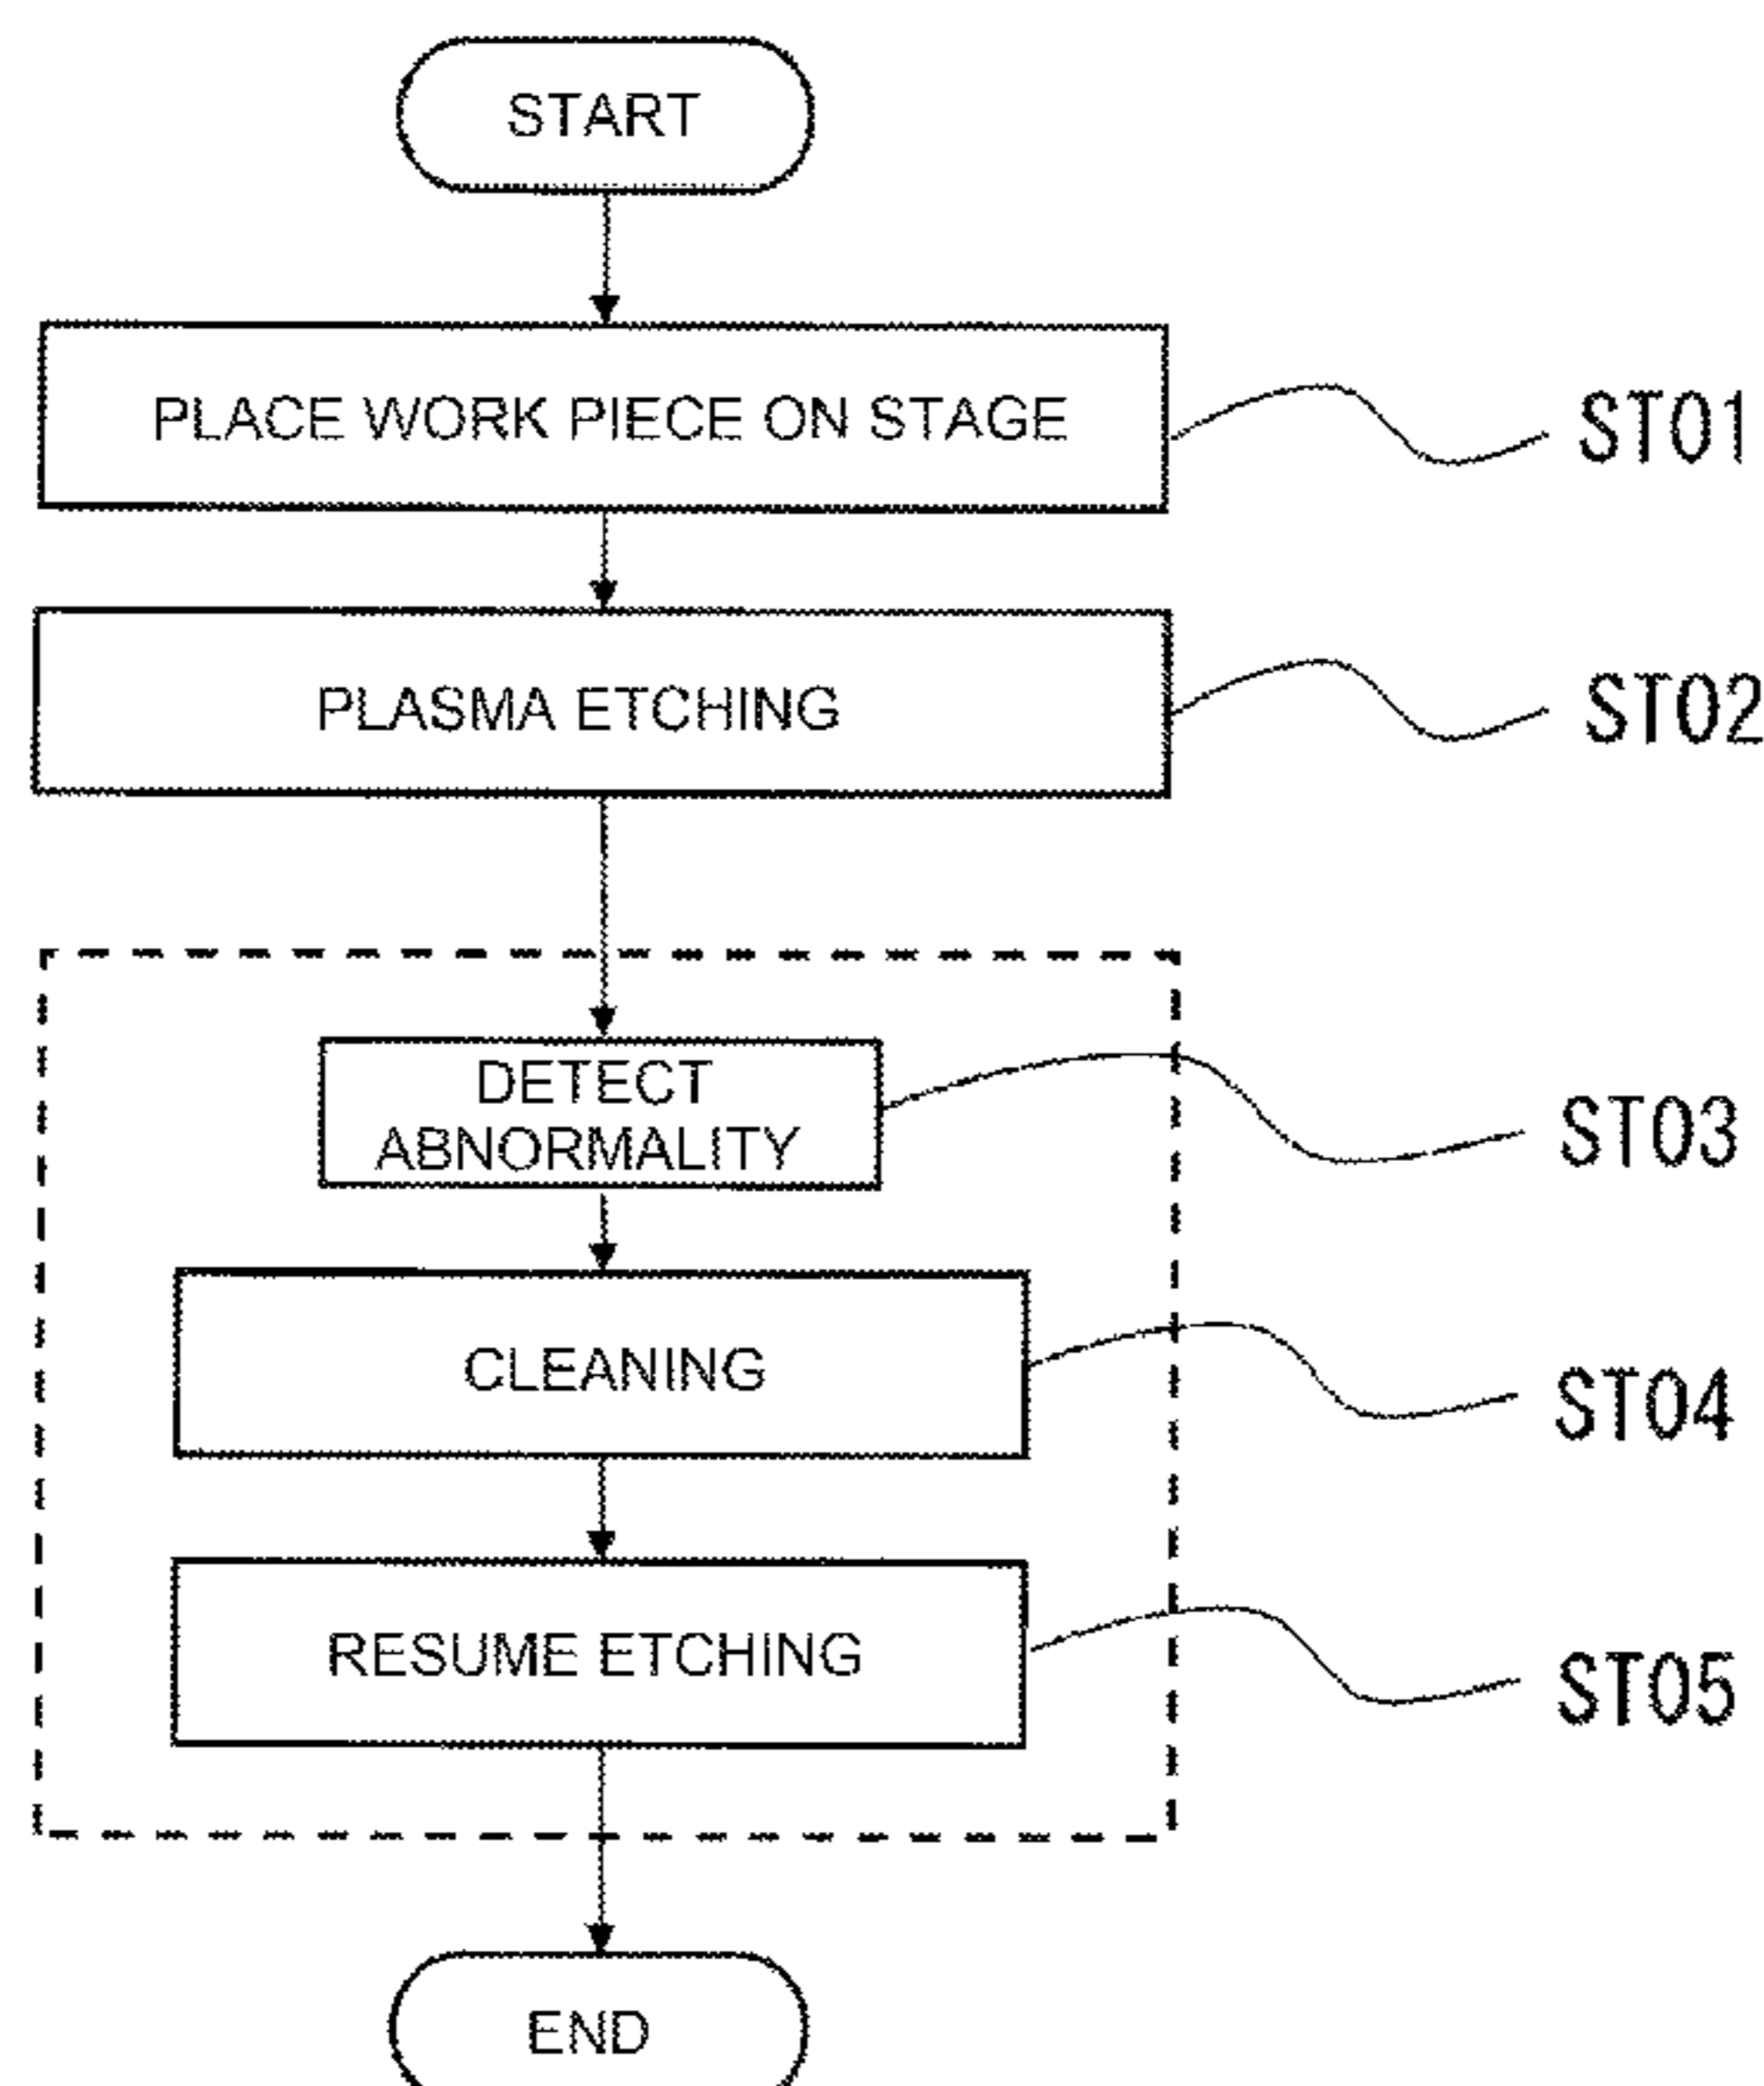 START
PLACE WORK PIECE ON STAGE
ST01
PLASMA ETCHING
ST02
DETECT
ABNORMALITY
ST03
CLEANING
ST04
RESUME ETCHING
ST05
END